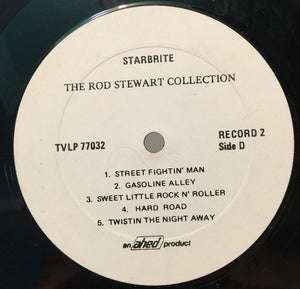 STARBRITE
THE ROD STEWART COLLECTION
TVLP 77032
RECORD 2
Side D
1. STREET FIGHTIN' MAN
2. GASOLINE ALLEY
3. SWEET LITTLE ROCK N' ROLLER
4. HARD ROAD
5. TWISTIN THE NIGHT AWAY
an ahed product